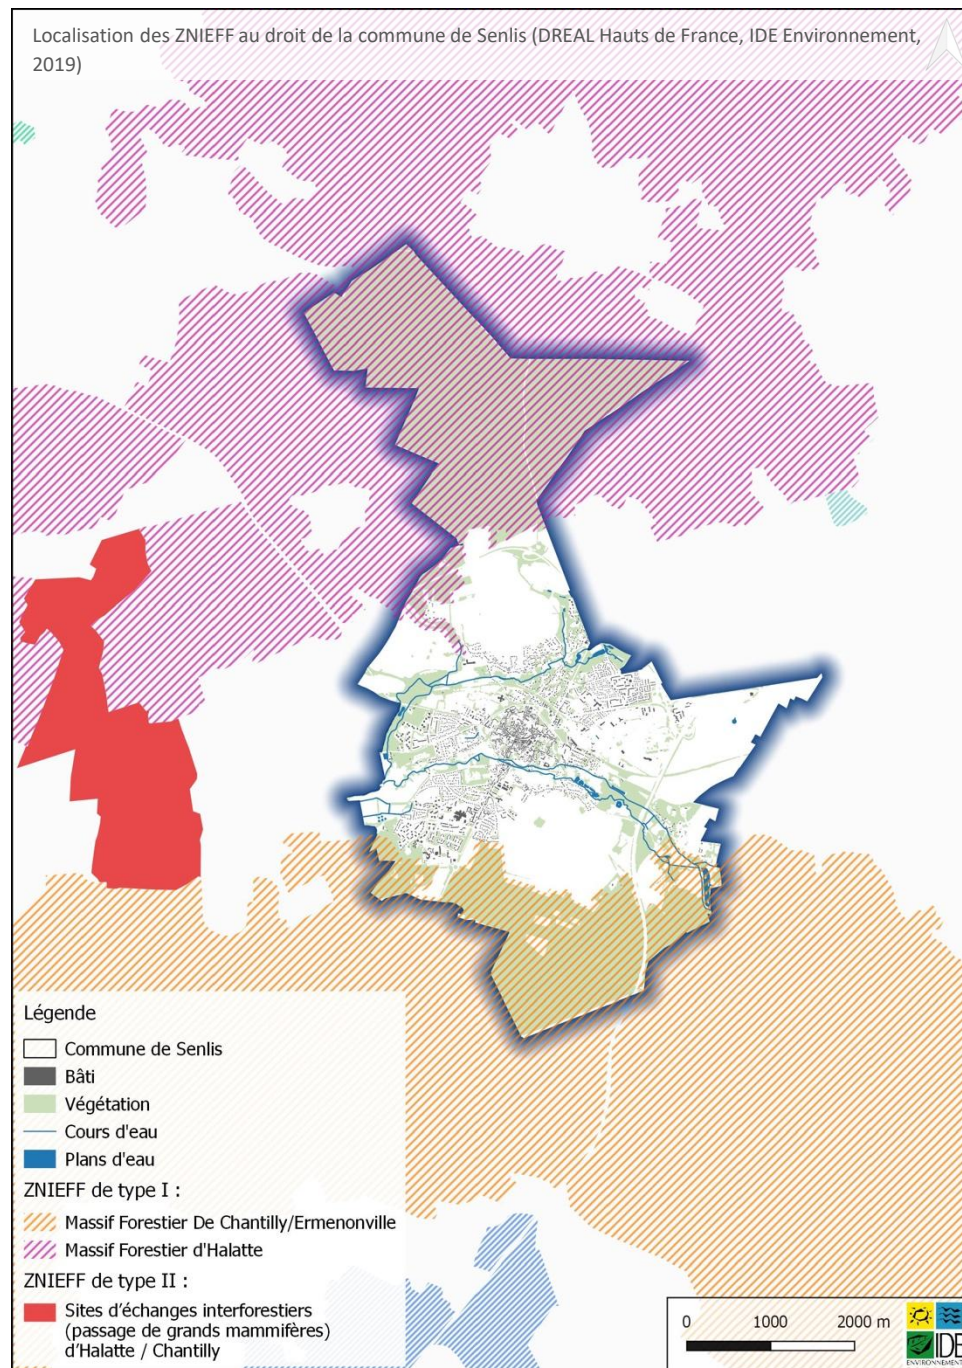 Localisation des ZNIEFF au droit de la commune de Senlis (DREAL Hauts de France, IDE Environnement,
2019)
Légende
Commune de Senlis
Bâti
Végétation
Cours d'eau
Plans d'eau
ZNIEFF de type I :
Massif Forestier De Chantilly/Ermenonville
Massif Forestier d'Halatte
ZNIEFF de type II :
Sites d’échanges interforestiers
(passage de grands mammifères)
d’Halatte / Chantilly
0 1000 2000 m
IDE
ENVIRONNEMENT